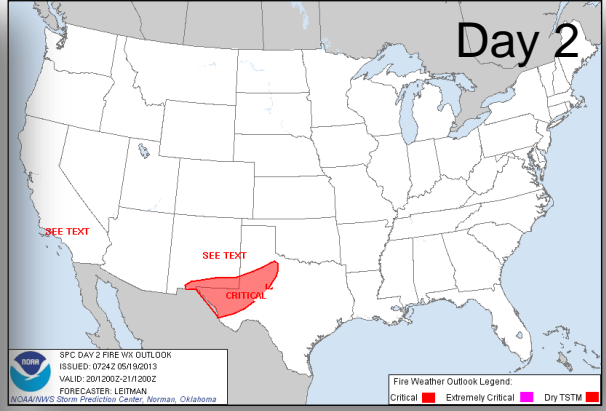 Day 2
SEE TEXT
SEE TEXT
CRITICAL
NOAA
SPC DAY 2 FIRE WX OUTLOOK
ISSUED: 0724Z 05/19/2013
VALID: 20/1200Z-21/1200Z
FORECASTER: LEITMAN
NOAA/NWS Storm Prediction Center, Norman, Oklahoma
Fire Weather Outlook Legend:
Critical Extremely Critical Dry TSTM